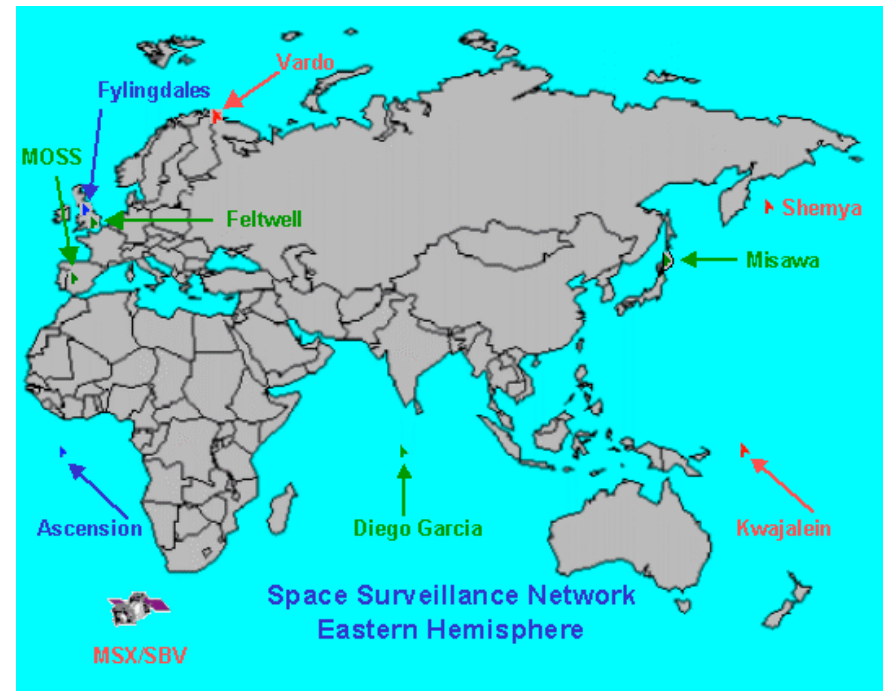 Vardo
Fylingdales
MOSS
Feltwell
Shemya
Misawa
Ascension
Diego Garcia
Kwajalein
Space Surveillance Network
Eastern Hemisphere
MSX/SBV